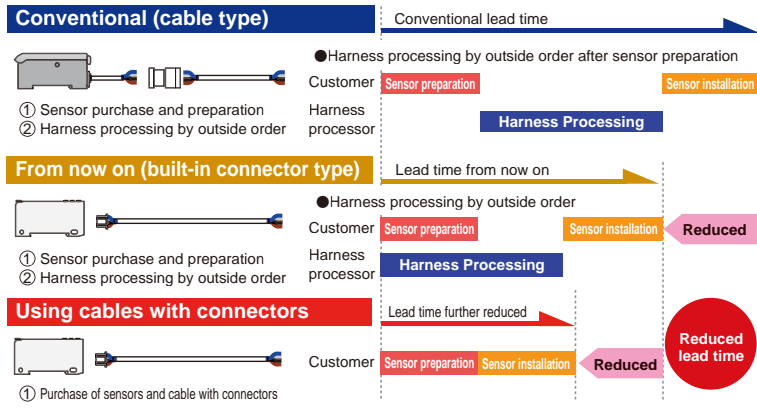 Conventional (cable type)
Conventional lead time
●Harness processing by outside order after sensor preparation
Customer
Sensor preparation
Sensor installation
① Sensor purchase and preparation
② Harness processing by outside order
Harness
processor
Harness Processing
From now on (built-in connector type)
Lead time from now on
●Harness processing by outside order
Customer
Sensor preparation
Sensor installation
Reduced
① Sensor purchase and preparation
② Harness processing by outside order
Harness
processor
Harness Processing
Using cables with connectors
Lead time further reduced
Reduced
lead time
Customer
Sensor preparation
Sensor installation
Reduced
① Purchase of sensors and cable with connectors